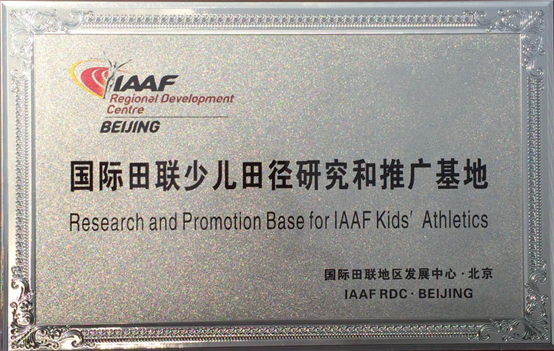 IAAF
Regional Development
Centre
BEIJING
国际田联少儿田径研究和推广基地
Research and Promotion Base for IAAF Kids' Athletics
国际田联地区发展中心·北京
IAAF RDC·BEIJING